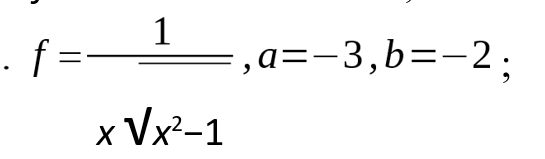 . f = 1 , a = −3 , b = −2 ;
x √x²−1